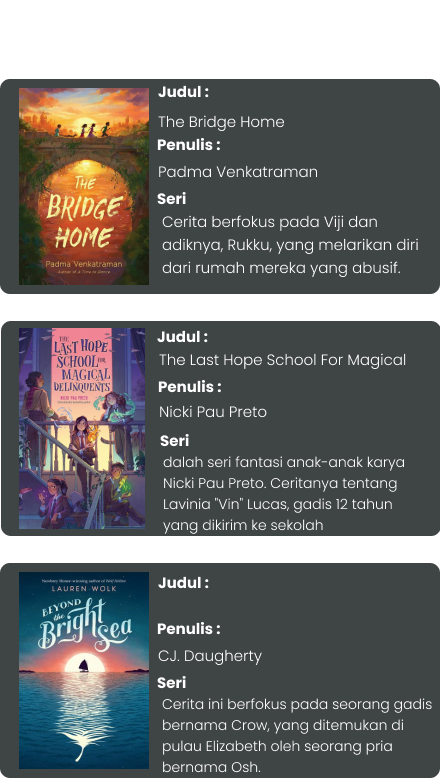 Judul :
The Bridge Home
Penulis :
Padma Venkatraman
Seri
Cerita berfokus pada Viji dan
adiknya, Rukku, yang melarikan diri
dari rumah mereka yang abusif.
THE
BRIDGE
HOME
Padma Venkatraman
Author of A Time to Dance
Judul :
The Last Hope School For Magical
Penulis :
Nicki Pau Preto
Seri
dalah seri fantasi anak-anak karya
Nicki Pau Preto. Ceritanya tentang
Lavinia "Vin" Lucas, gadis 12 tahun
yang dikirim ke sekolah
THE
LAST HOPE
SCHOOL FOR
MAGICAL
DELINQUENTS
NICKI PAU PRETO
Judul :
Penulis :
CJ. Daugherty
Seri
Cerita ini berfokus pada seorang gadis
bernama Crow, yang ditemukan di
pulau Elizabeth oleh seorang pria
bernama Osh.
Newbery Honor–winning author of Wolf Hollow
LAUREN WOLK
BEYOND
the
Bright
Sea